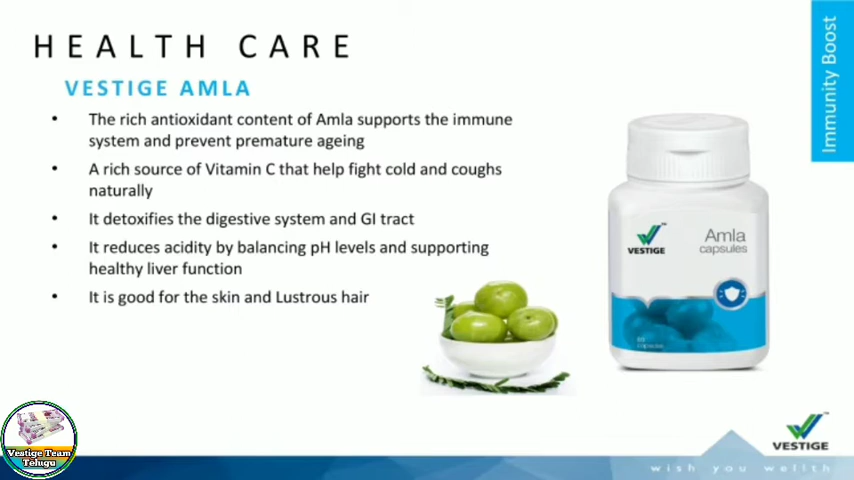 HEALTH CARE
VESTIGE AMLA
• The rich antioxidant content of Amla supports the immune
system and prevent premature ageing
• A rich source of Vitamin C that help fight cold and coughs
naturally
• It detoxifies the digestive system and GI tract
• It reduces acidity by balancing pH levels and supporting
healthy liver function
• It is good for the skin and Lustrous hair
Immunity Boost
VESTIGE
Amla
capsules
capsules
Vestige Team
Telugu
VESTIGE
wish you wellth